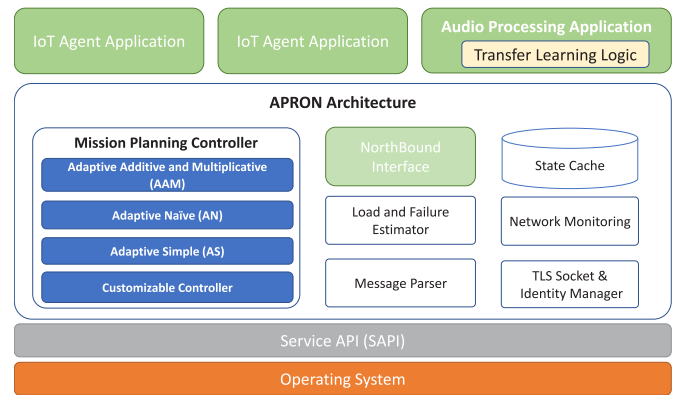 IoT Agent Application
IoT Agent Application
Audio Processing Application
Transfer Learning Logic
APRON Architecture
Mission Planning Controller
Adaptive Additive and Multiplicative
(AAM)
Adaptive Naïve (AN)
Adaptive Simple (AS)
Customizable Controller
NorthBound
Interface
Load and Failure
Estimator
Message Parser
State Cache
Network Monitoring
TLS Socket &
Identity Manager
Service API (SAPI)
Operating System